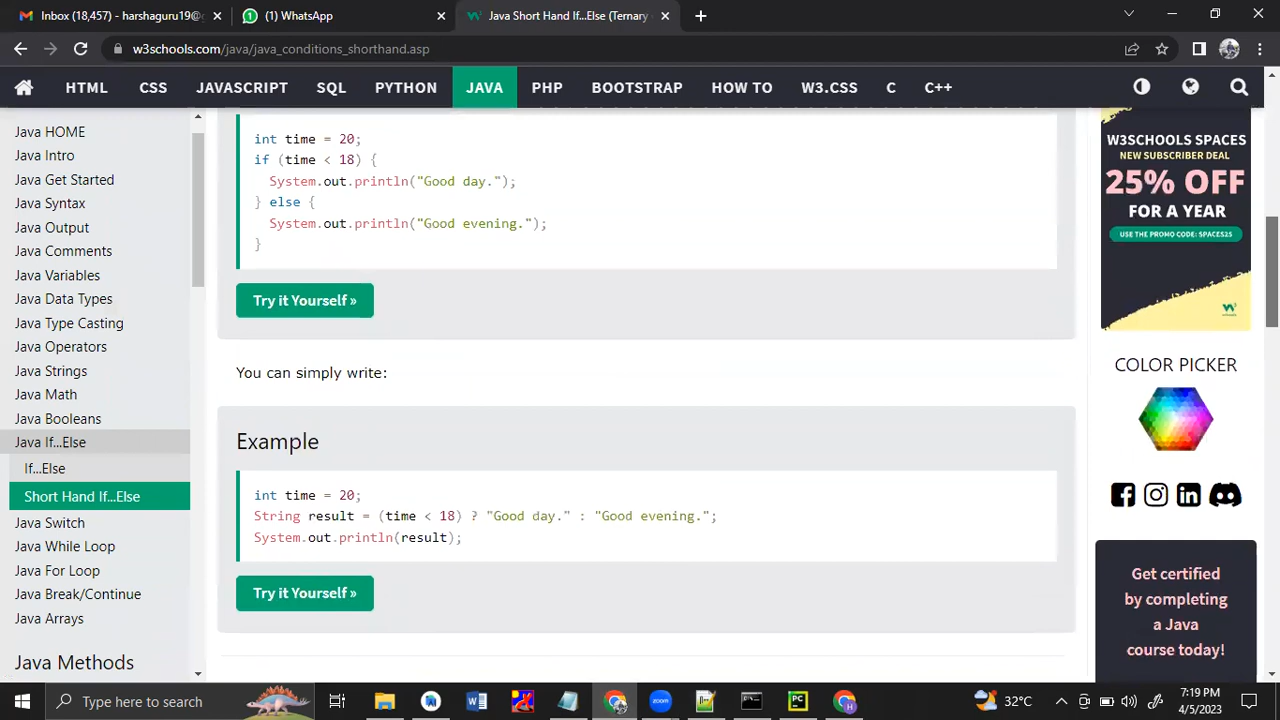 Inbox (18,457) - harshaguru19@
(1) WhatsApp
Java Short Hand If...Else (Ternary
w3schools.com/java/java_conditions_shorthand.asp
HTML CSS JAVASCRIPT SQL PYTHON JAVA PHP BOOTSTRAP HOW TO W3.CSS C C++
Java HOME
Java Intro
Java Get Started
Java Syntax
Java Output
Java Comments
Java Variables
Java Data Types
Java Type Casting
Java Operators
Java Strings
Java Math
Java Booleans
Java If...Else
If...Else
Short Hand If...Else
Java Switch
Java While Loop
Java For Loop
Java Break/Continue
Java Arrays
Java Methods
int time = 20;
if (time < 18) {
System.out.println("Good day.");
} else {
System.out.println("Good evening.");
}
Try it Yourself »
You can simply write:
Example
int time = 20;
String result = (time < 18) ? "Good day." : "Good evening.";
System.out.println(result);
Try it Yourself »
W3SCHOOLS SPACES
NEW SUBSCRIBER DEAL
25% OFF
FOR A YEAR
USE THE PROMO CODE: SPACES25
COLOR PICKER
Get certified
by completing
a Java
course today!
Type here to search
32°C
7:19 PM
4/5/2023